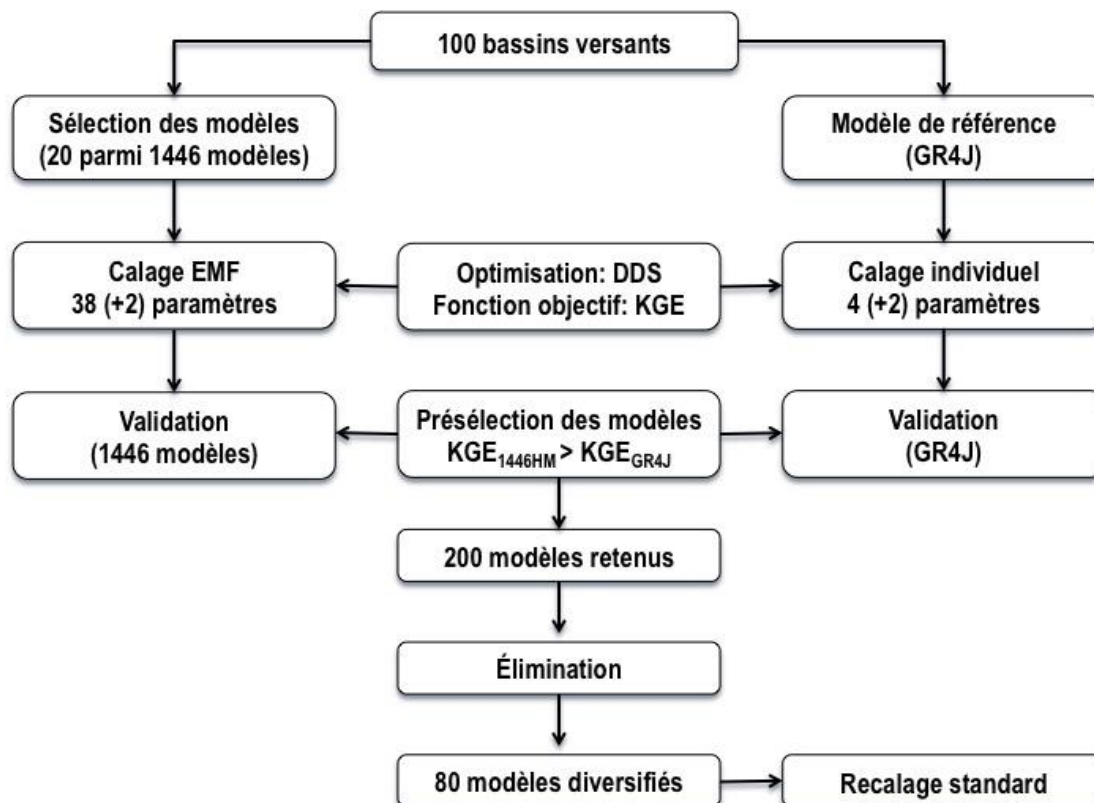 100 bassins versants
Sélection des modèles
(20 parmi 1446 modèles)
Modèle de référence
(GR4J)
Calage EMF
38 (+2) paramètres
Optimisation: DDS
Fonction objectif: KGE
Calage individuel
4 (+2) paramètres
Validation
(1446 modèles)
Présélection des modèles
KGE1446HM > KGEGR4J
Validation
(GR4J)
200 modèles retenus
Élimination
80 modèles diversifiés
Recalage standard